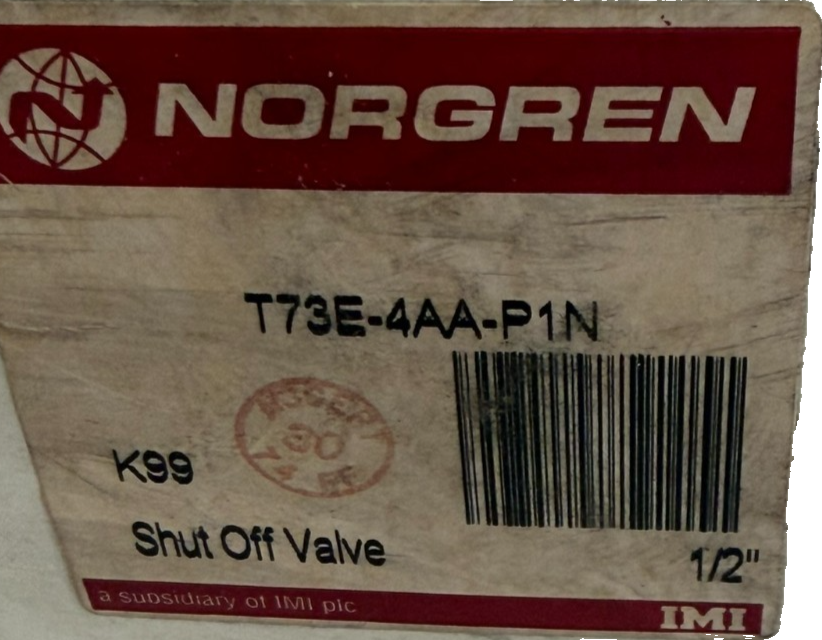 NORGREN
T73E-4AA-P1N
K99
Shut Off Valve
1/2"
a subsidiary of IMI plc
IMI